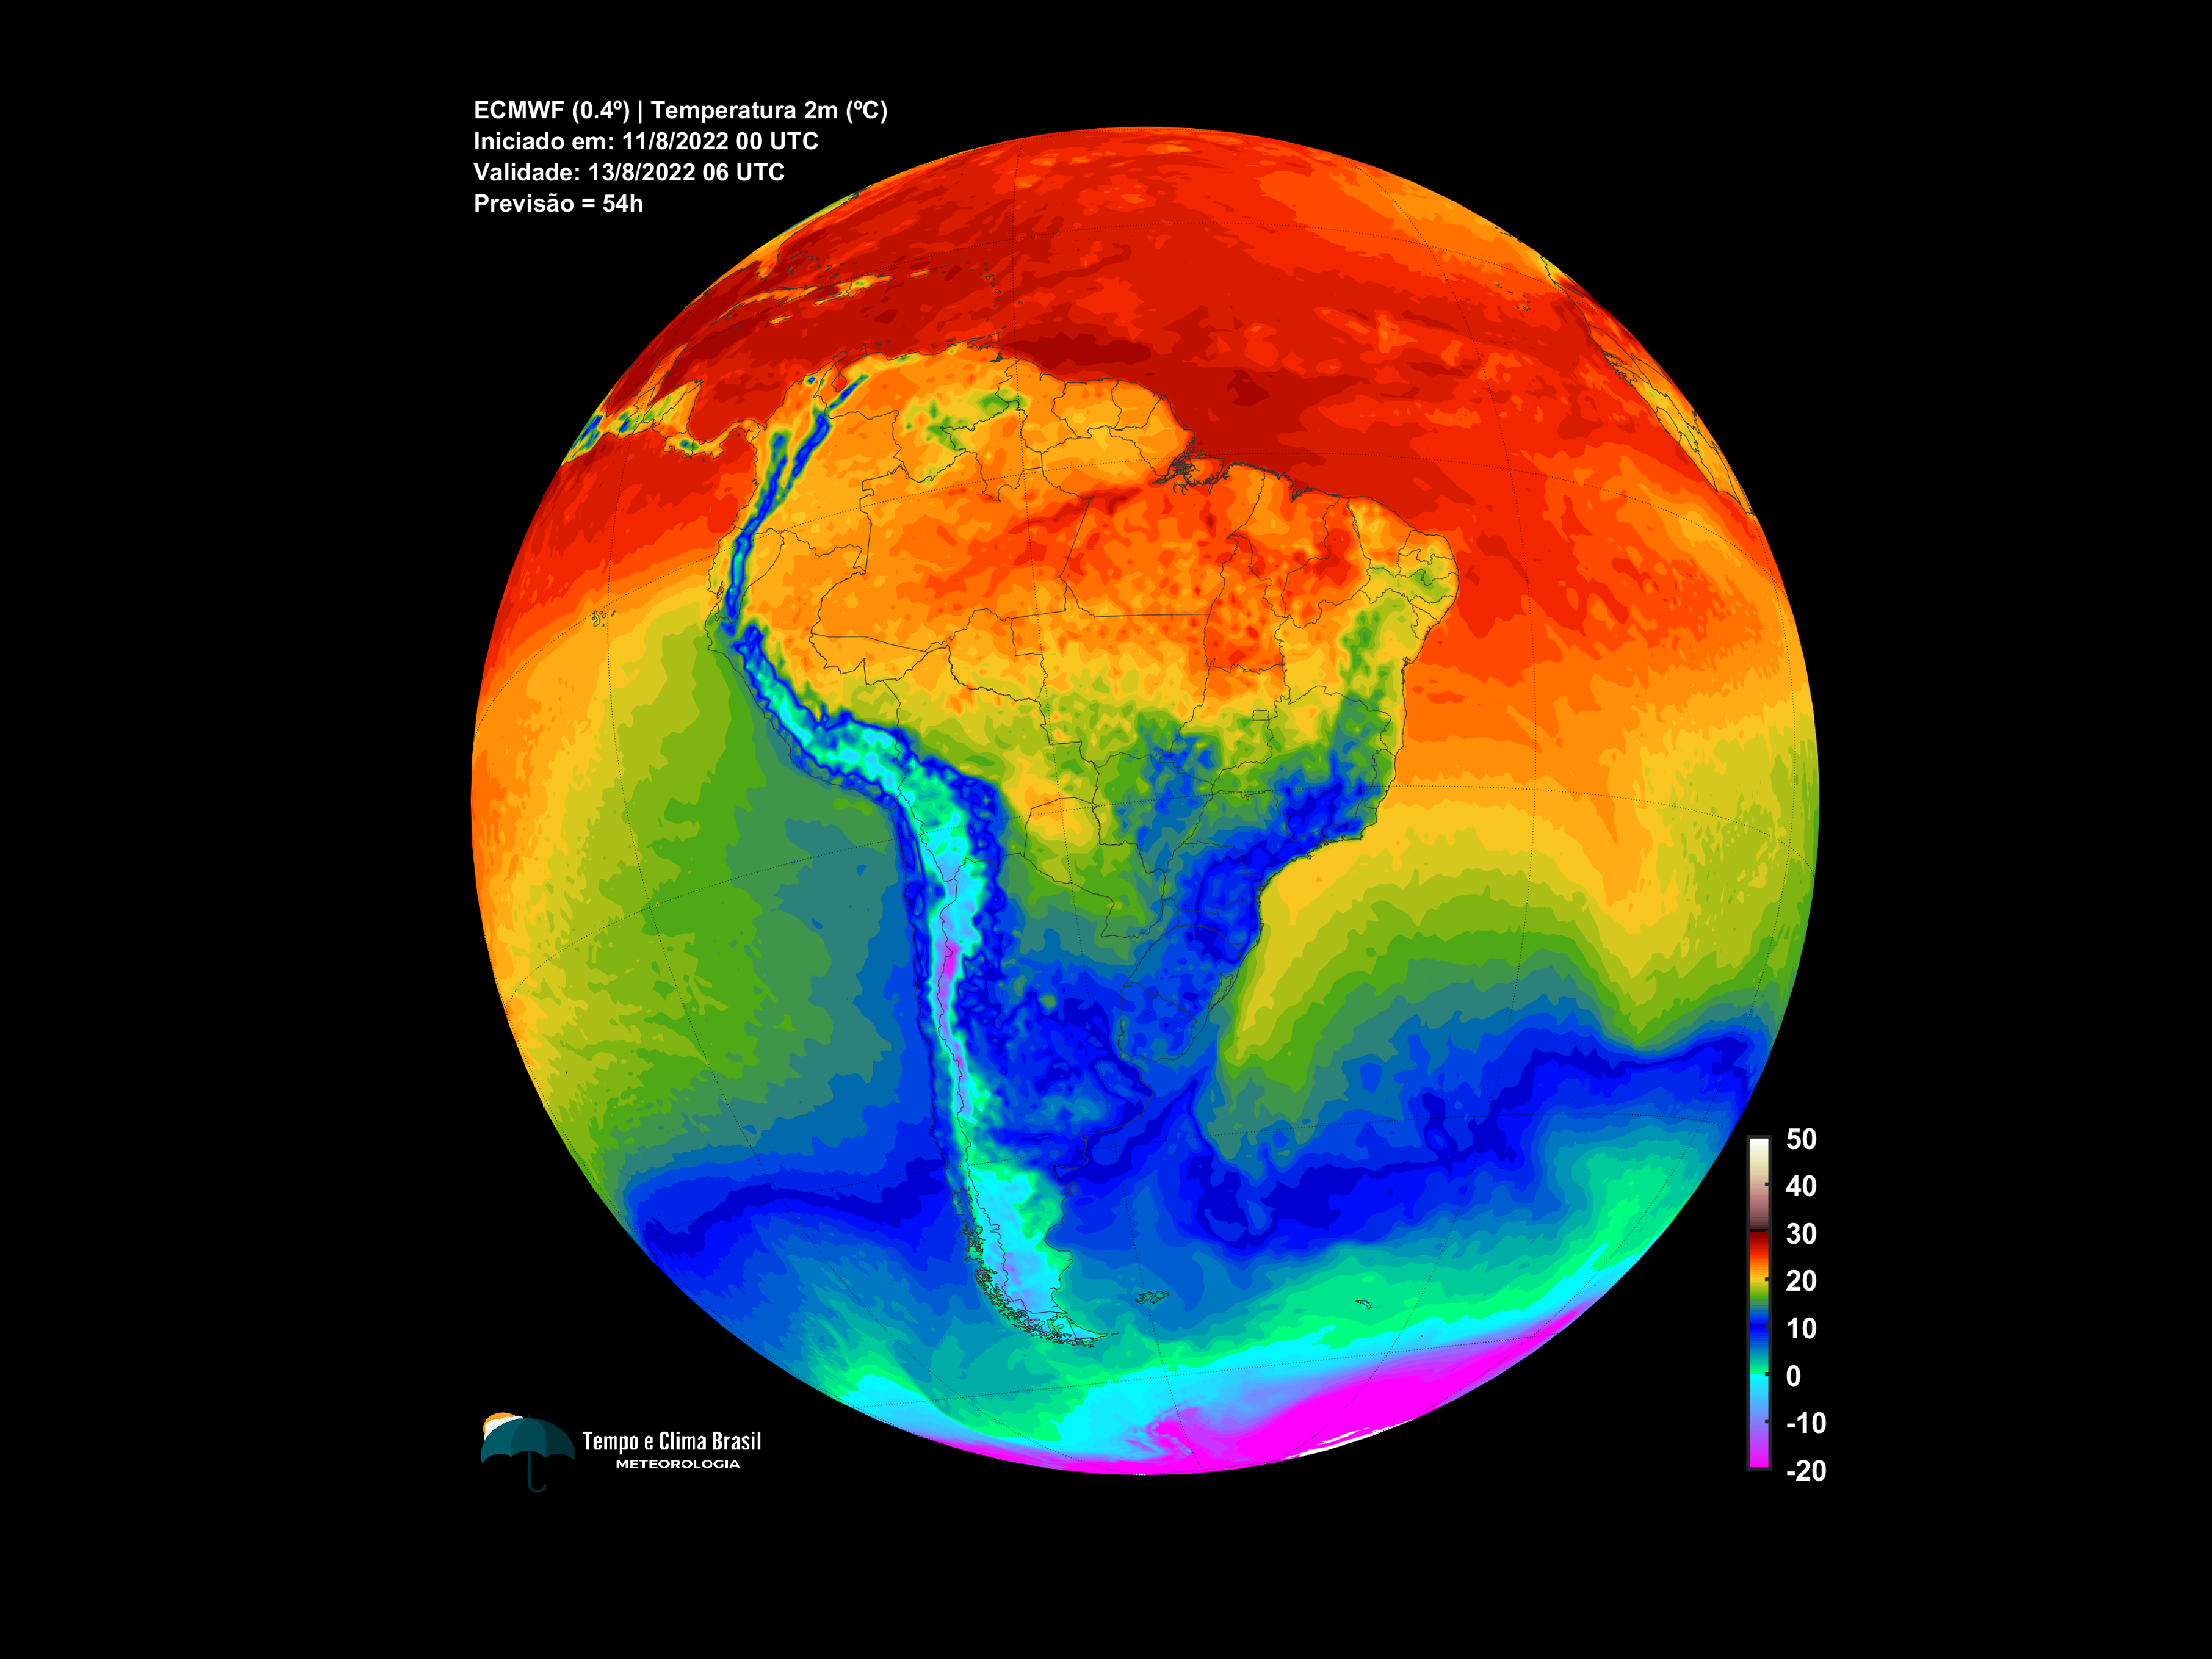 ECMWF (0.4º) | Temperatura 2m (ºC)
Iniciado em: 11/8/2022 00 UTC
Validade: 13/8/2022 06 UTC
Previsão = 54h
50
40
30
20
10
0
-10
-20
Tempo e Clima Brasil
METEOROLOGIA